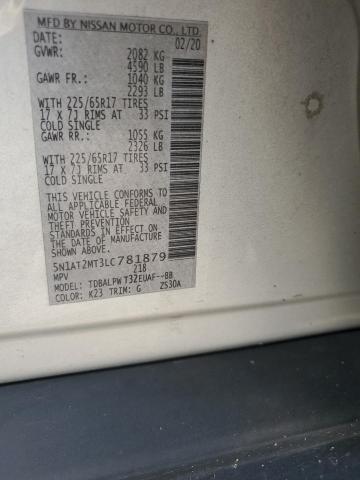 MFD BY NISSAN MOTOR CO., LTD.
DATE: 02/20
GVWR: 2082 KG
4590 LB
GAWR FR.: 1040 KG
2293 LB
WITH 225/65R17 TIRES
17 X 7J RIMS AT 33 PSI
COLD SINGLE
GAWR RR.: 1055 KG
2326 LB
WITH 225/65R17 TIRES
17 X 7J RIMS AT 33 PSI
COLD SINGLE
THIS VEHICLE CONFORMS TO
ALL APPLICABLE FEDERAL
MOTOR VEHICLE SAFETY AND
THEFT PREVENTION
STANDARDS IN EFFECT ON
THE DATE OF MANUFACTURE
SHOWN ABOVE.
5N1AT2MT3LC781879
MPV 218
MODEL: TDBALPW T32EUAF--BB
COLOR: K23 TRIM: G ZS30A